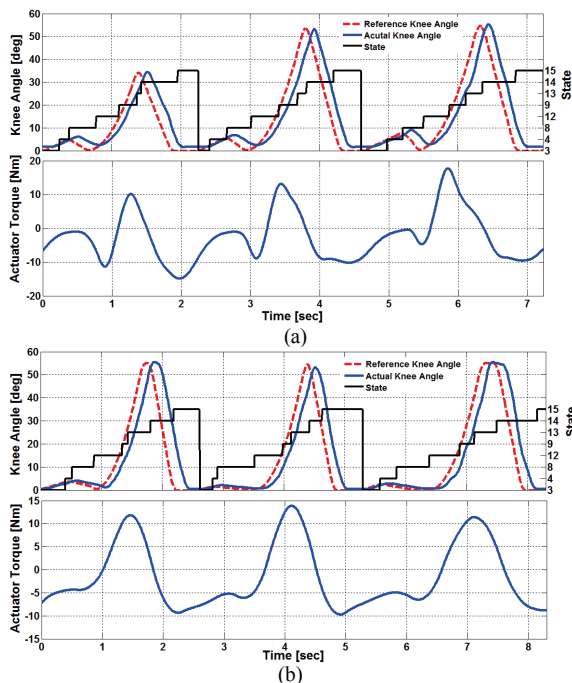 60
50
40
30
20
10
0
Knee Angle [deg]
Reference Knee Angle
Acutal Knee Angle
State
15
14
13
9
12
8
4
3
State
20
10
0
-10
-20
Actuator Torque [Nm]
0 1 2 3 4 5 6 7
Time [sec]
(a)
60
50
40
30
20
10
0
Knee Angle [deg]
Reference Knee Angle
Actual Knee Angle
State
15
14
13
9
12
8
4
3
State
15
10
5
0
-5
-10
-15
Actuator Torque [Nm]
0 1 2 3 4 5 6 7 8
Time [sec]
(b)